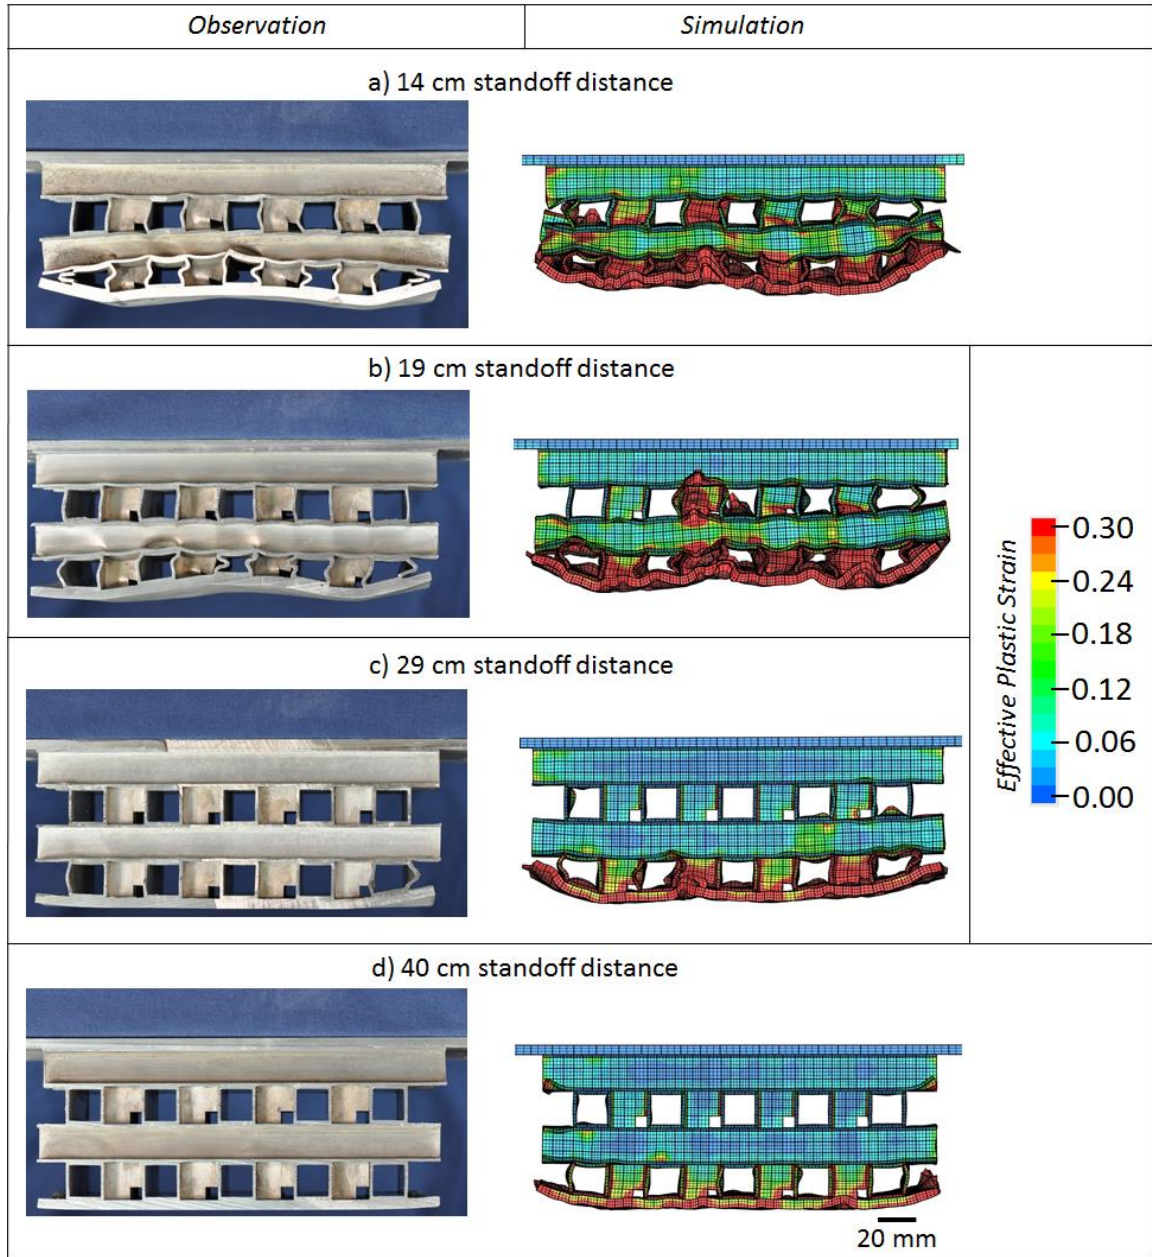 Observation
Simulation
a) 14 cm standoff distance
b) 19 cm standoff distance
c) 29 cm standoff distance
Effective Plastic Strain
0.30
0.24
0.18
0.12
0.06
0.00
d) 40 cm standoff distance
20 mm